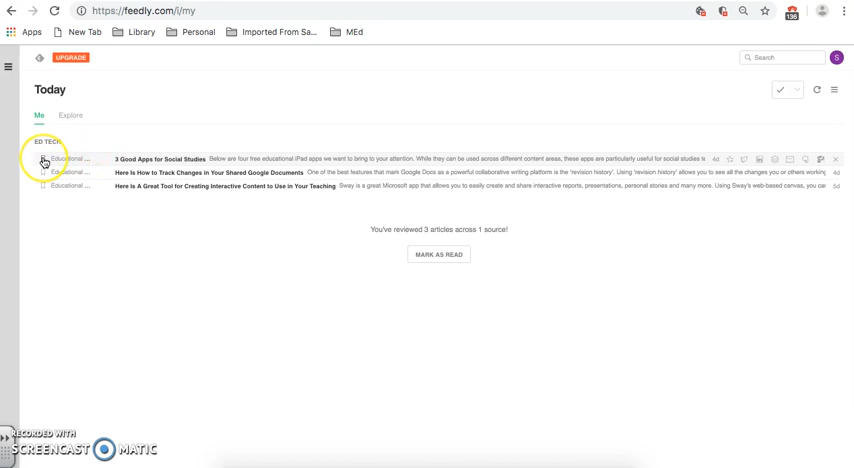 https://feedly.com/i/my
136
Apps New Tab Library Personal Imported From Sa... MEd
UPGRADE
Search
S
Today
Me Explore
ED TECH
Educational ... 3 Good Apps for Social Studies Below are four free educational iPad apps we want to bring to your attention. While they can be used across different content areas, these apps are particularly useful for social studies te 4d
Educational ... Here Is How to Track Changes in Your Shared Google Documents One of the best features that mark Google Docs as a powerful collaborative writing platform is the 'revision history'. Using 'revision history' allows you to see all the changes you or others working 4d
Educational ... Here Is A Great Tool for Creating Interactive Content to Use in Your Teaching Sway is a great Microsoft app that allows you to easily create and share interactive reports, presentations, personal stories and many more. Using Sway's web-based canvas, you ca 5d
You've reviewed 3 articles across 1 source!
MARK AS READ
RECORDED WITH
SCREENCAST MATIC